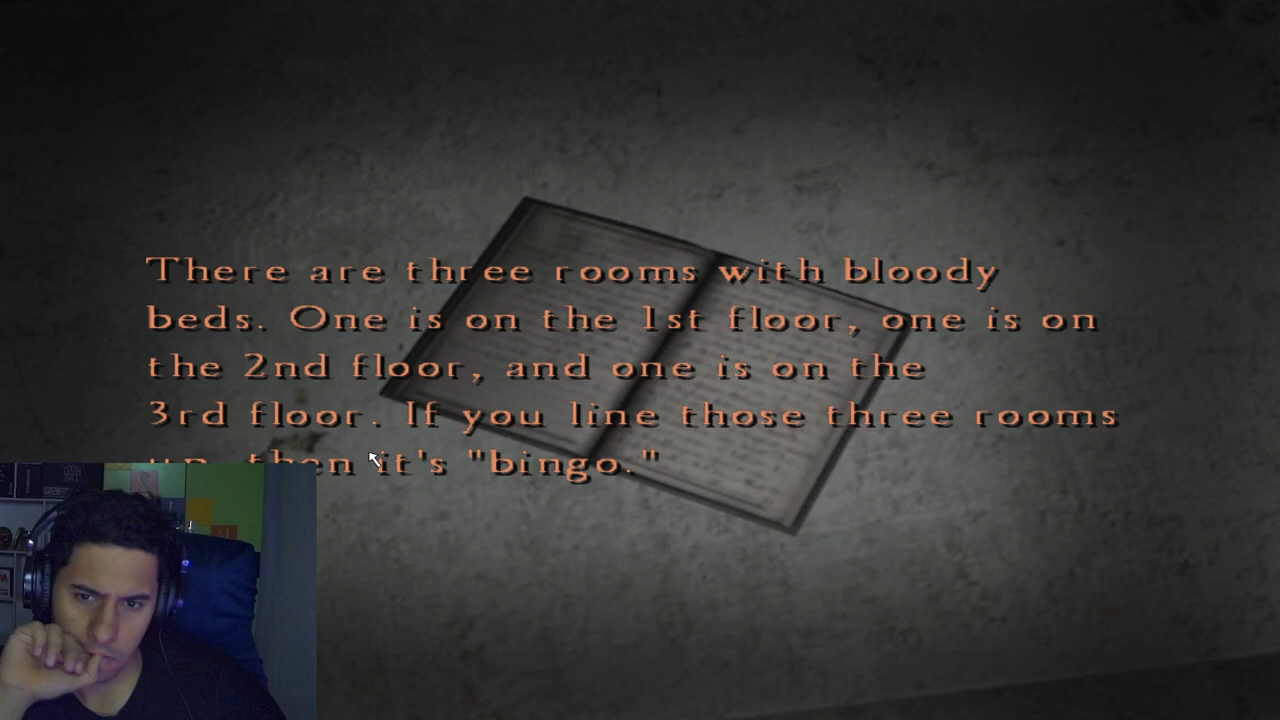 There are three rooms with bloody
beds. One is on the 1st floor, one is on
the 2nd floor, and one is on the
3rd floor. If you line those three rooms
up, then it's "bingo."